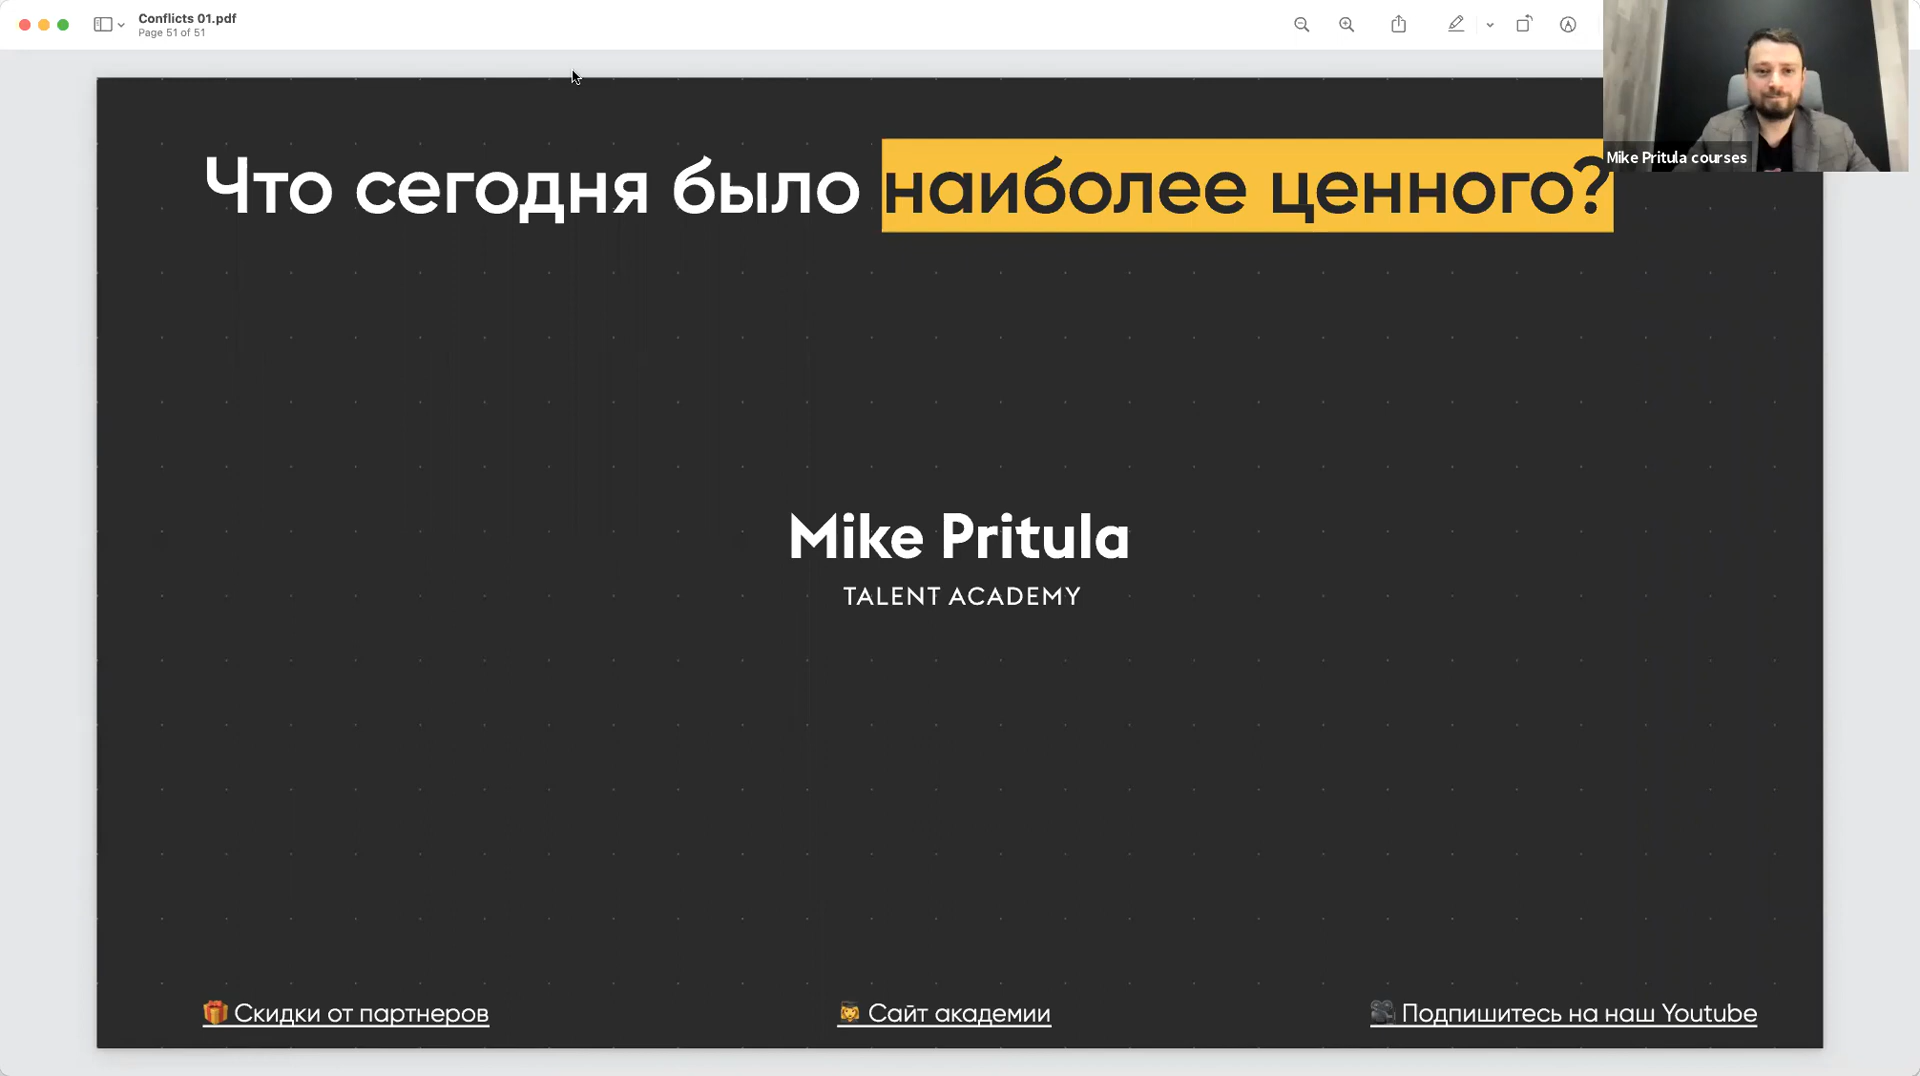 Conflicts 01.pdf
Page 51 of 51
Mike Pritula courses
Что сегодня было наиболее ценного?
Mike Pritula
TALENT ACADEMY
Скидки от партнеров
Сайт академии
Подпишитесь на наш Youtube